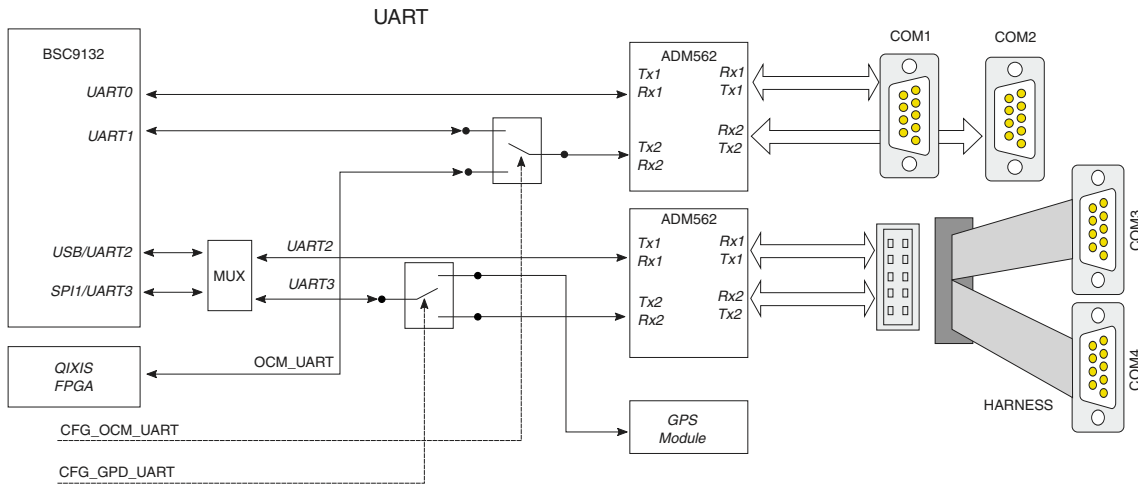 UART
BSC9132
UART0
UART1
USB/UART2
SPI1/UART3
MUX
UART2
UART3
QIXIS
FPGA
OCM_UART
CFG_OCM_UART
CFG_GPD_UART
ADM562
Tx1
Rx1
Rx1
Tx1
Tx2
Rx2
Rx2
Tx2
ADM562
Tx1
Rx1
Rx1
Tx1
Tx2
Rx2
Rx2
Tx2
GPS
Module
COM1
COM2
COM3
COM4
HARNESS